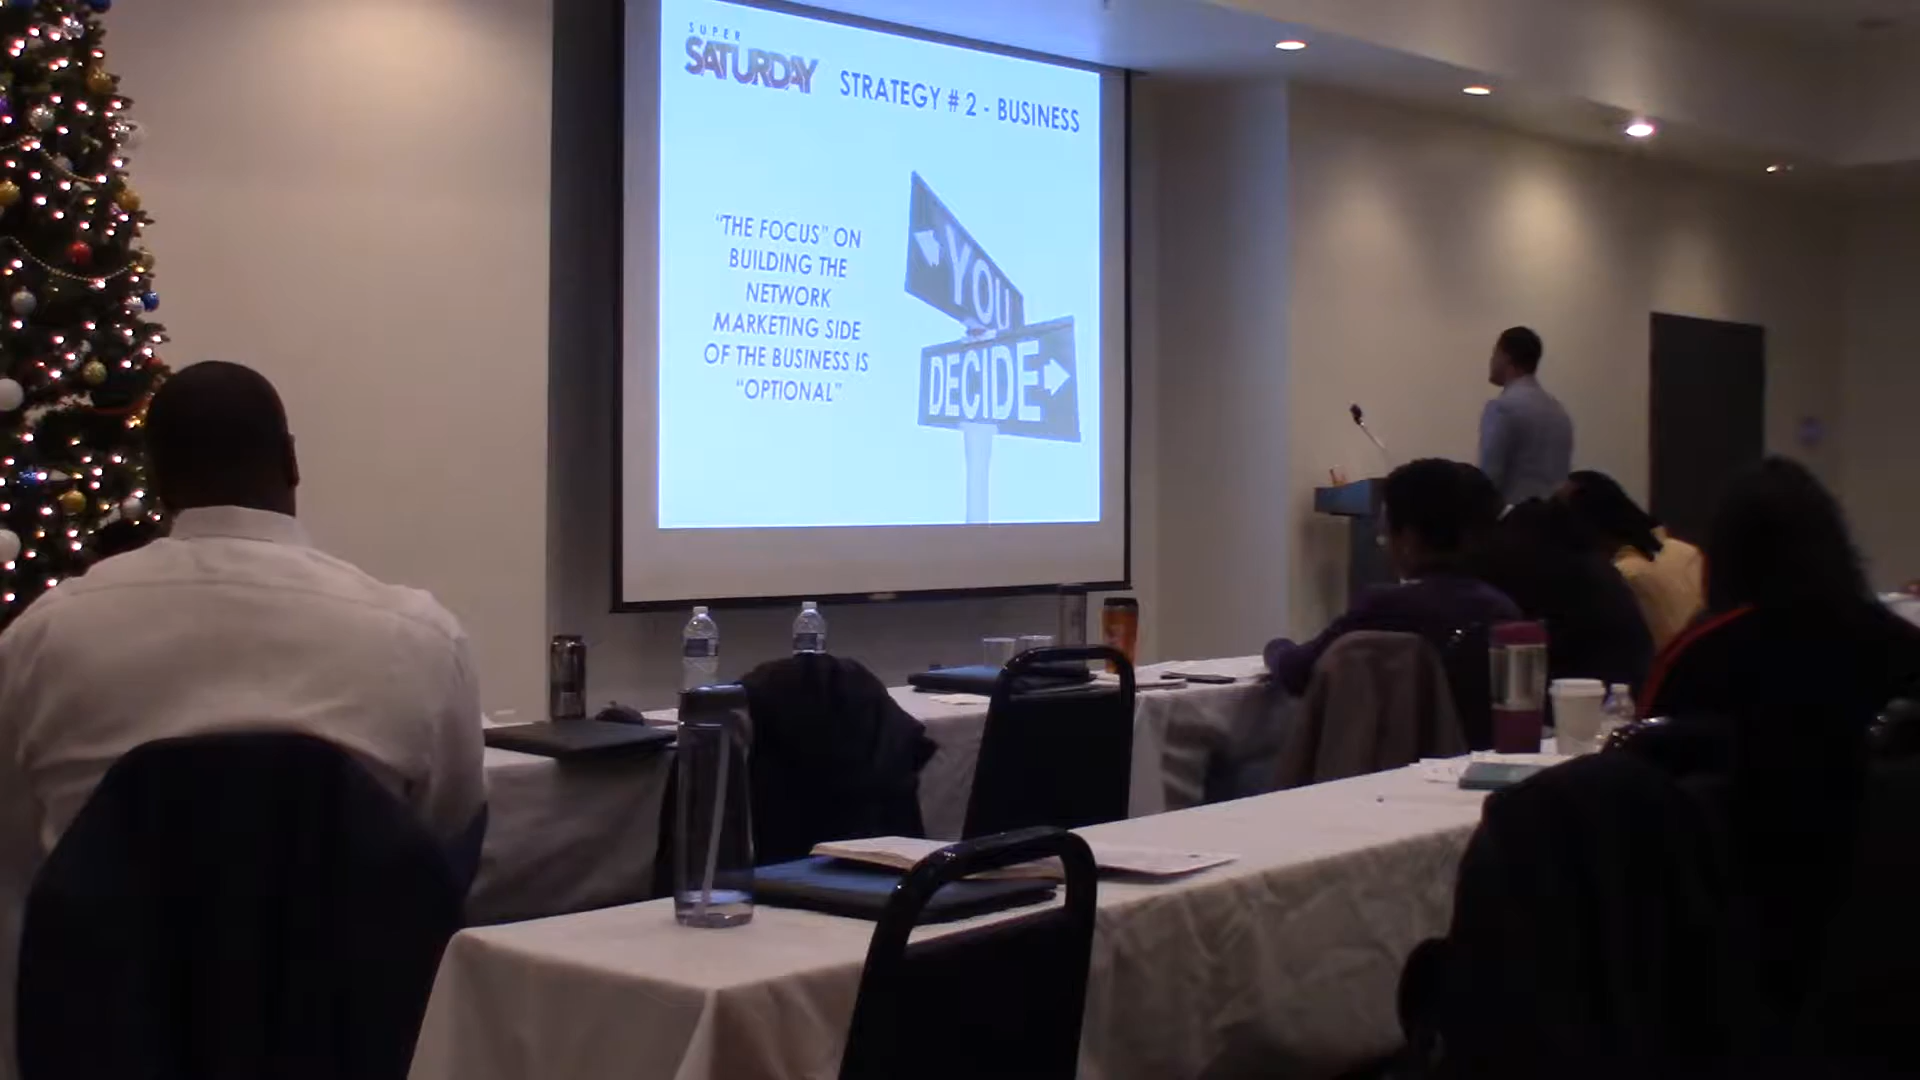 SUPER
SATURDAY
STRATEGY # 2 - BUSINESS
"THE FOCUS" ON
BUILDING THE
NETWORK
MARKETING SIDE
OF THE BUSINESS IS
"OPTIONAL"
YOU
DECIDE